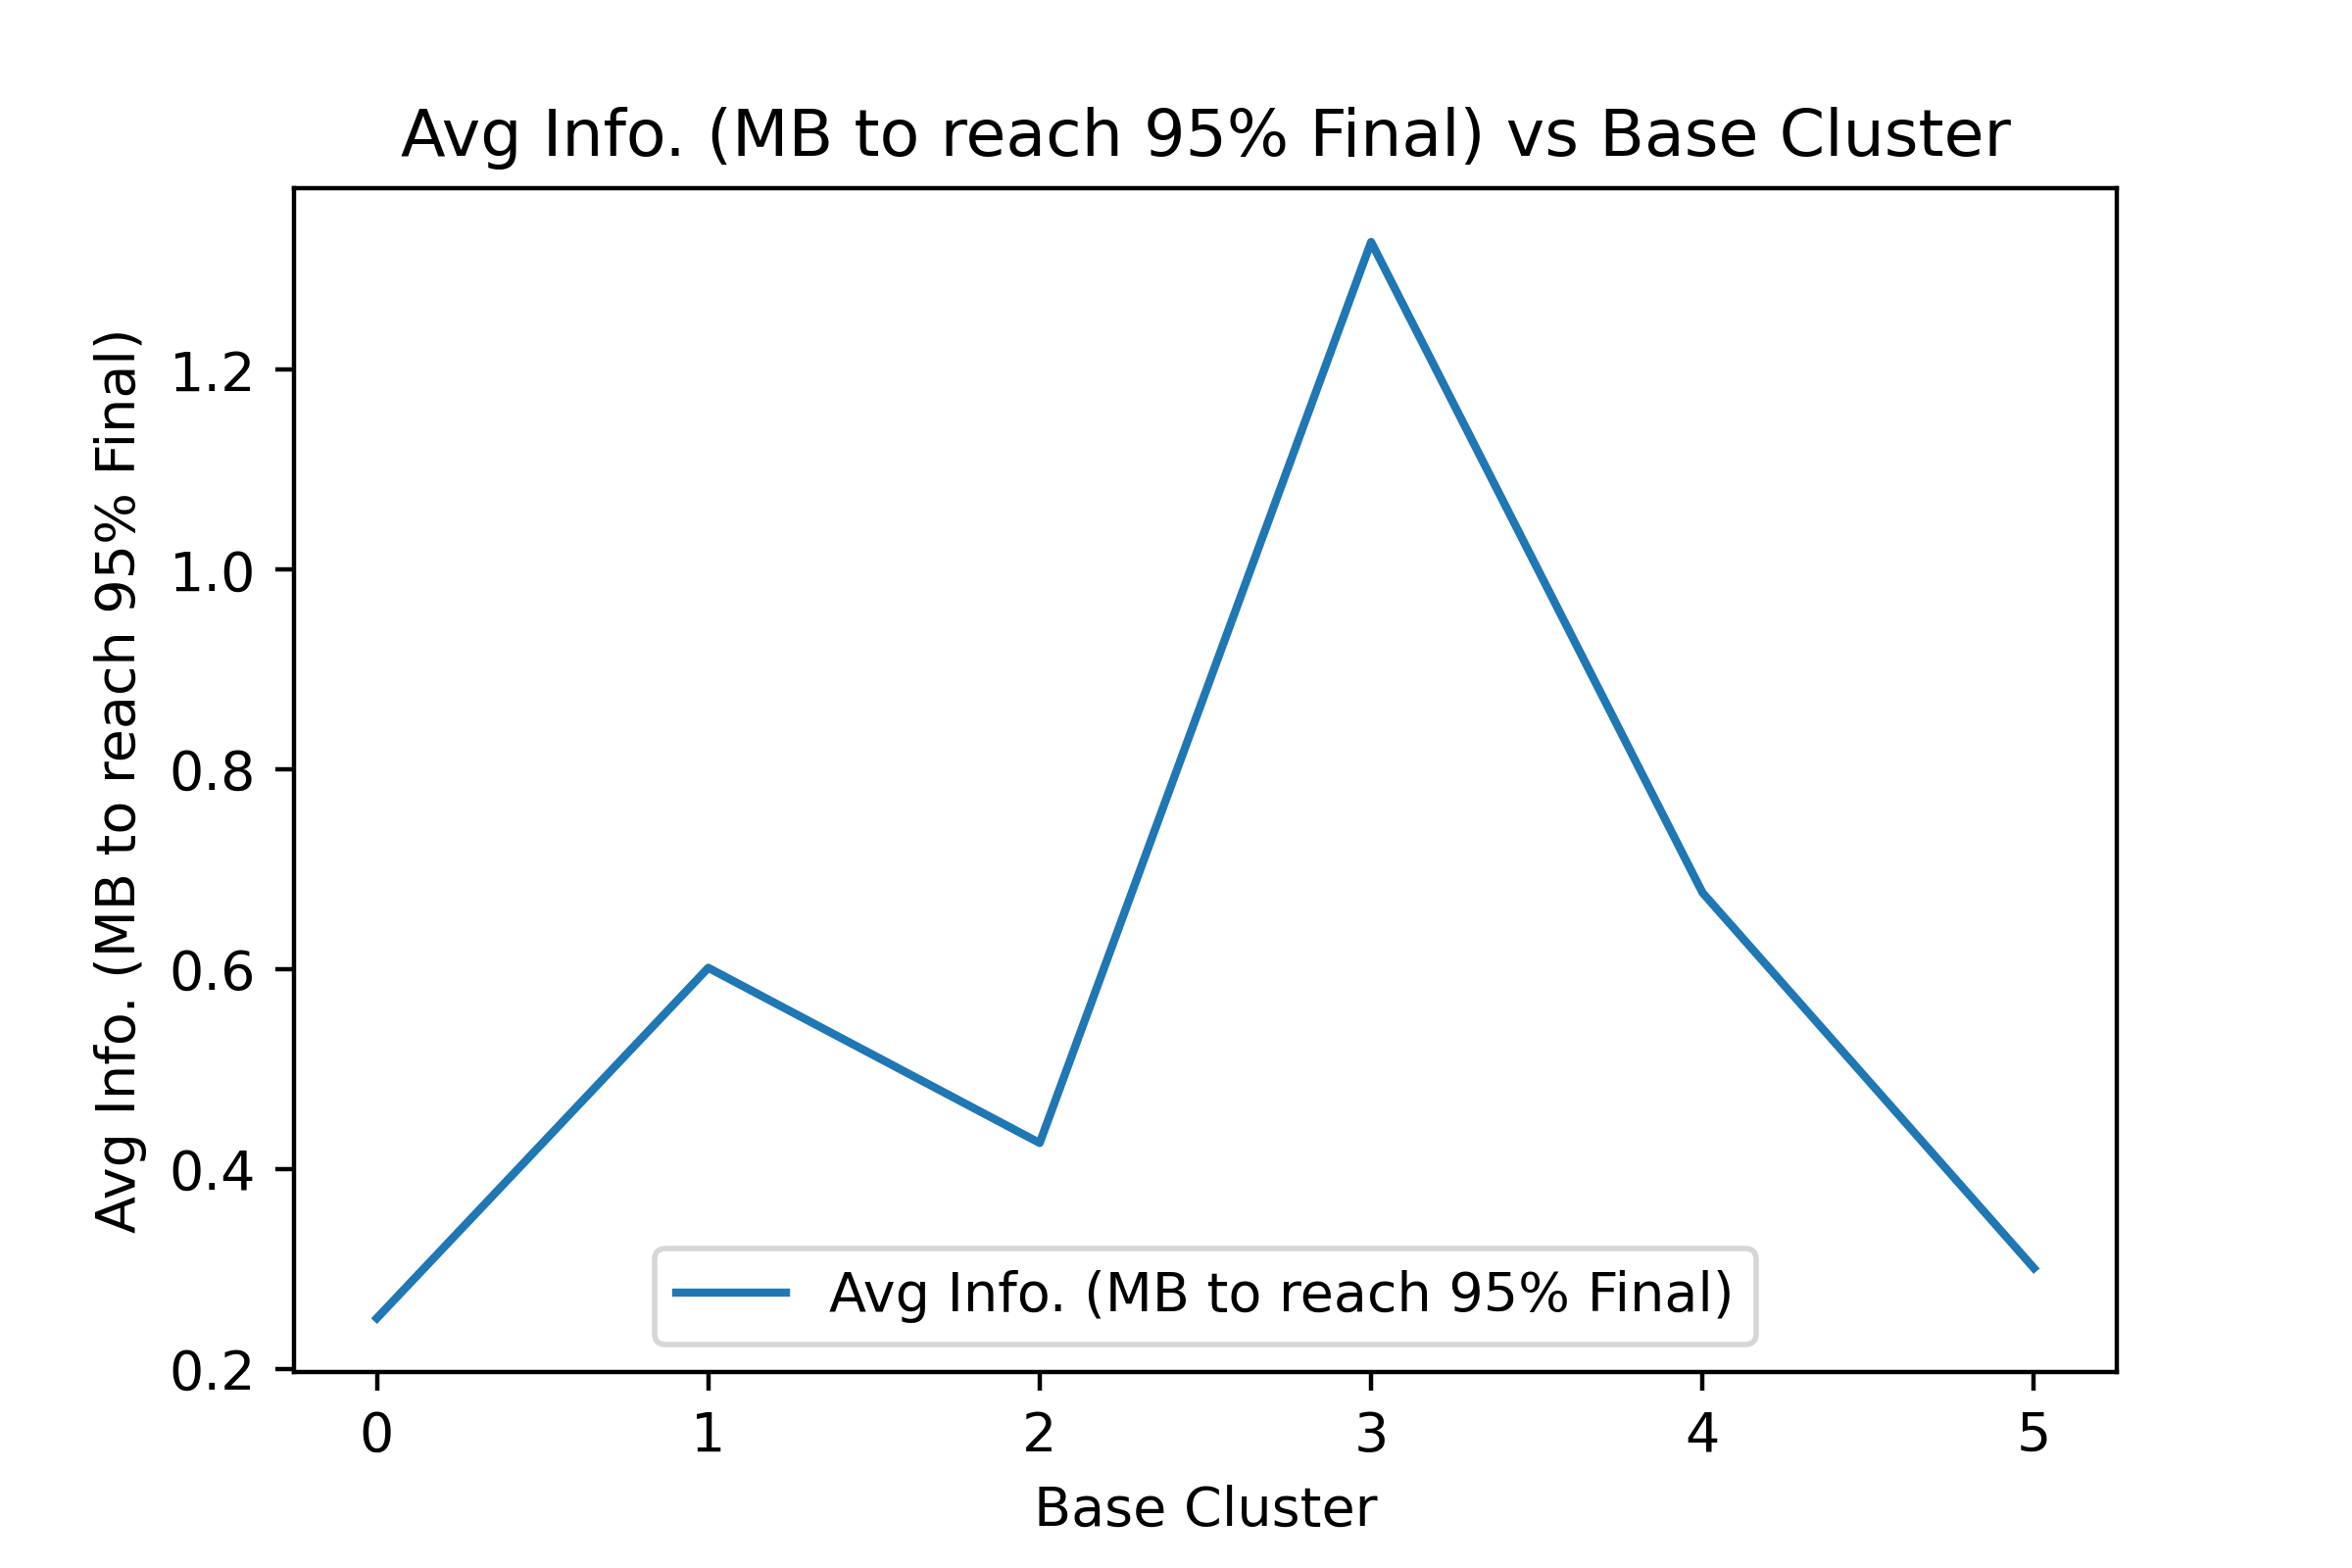 Avg Info. (MB to reach 95% Final) vs Base Cluster
Avg Info. (MB to reach 95% Final)
1.2
1.0
0.8
0.6
0.4
0.2
Avg Info. (MB to reach 95% Final)
0 1 2 3 4 5
Base Cluster